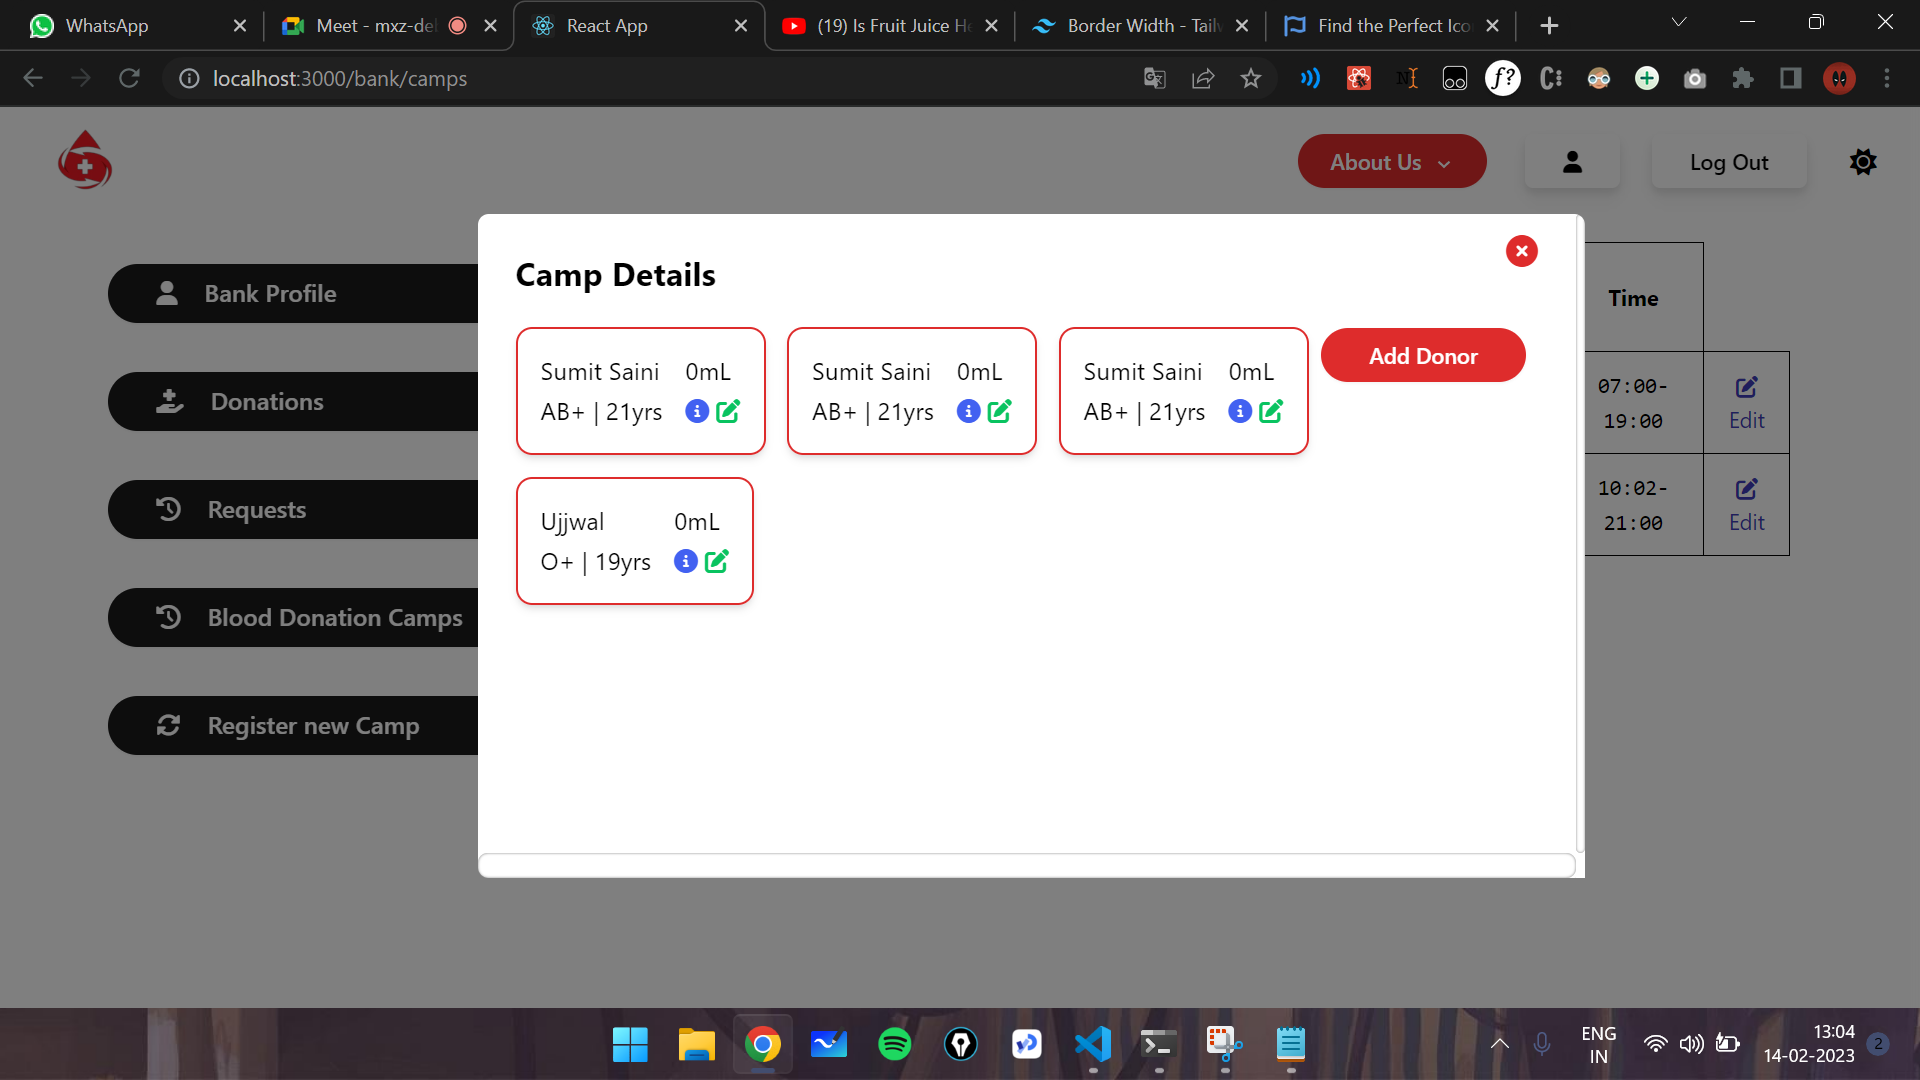 WhatsApp
Meet - mxz-de
React App
(19) Is Fruit Juice He
Border Width - Tail
Find the Perfect Ico
localhost:3000/bank/camps
About Us
Log Out
Bank Profile
Donations
Requests
Blood Donation Camps
Register new Camp
Camp Details
Sumit Saini 0mL
AB+ | 21yrs
Sumit Saini 0mL
AB+ | 21yrs
Sumit Saini 0mL
AB+ | 21yrs
Add Donor
Ujjwal 0mL
O+ | 19yrs
Time
07:00-
19:00
Edit
10:02-
21:00
Edit
ENG
IN
13:04
14-02-2023
2